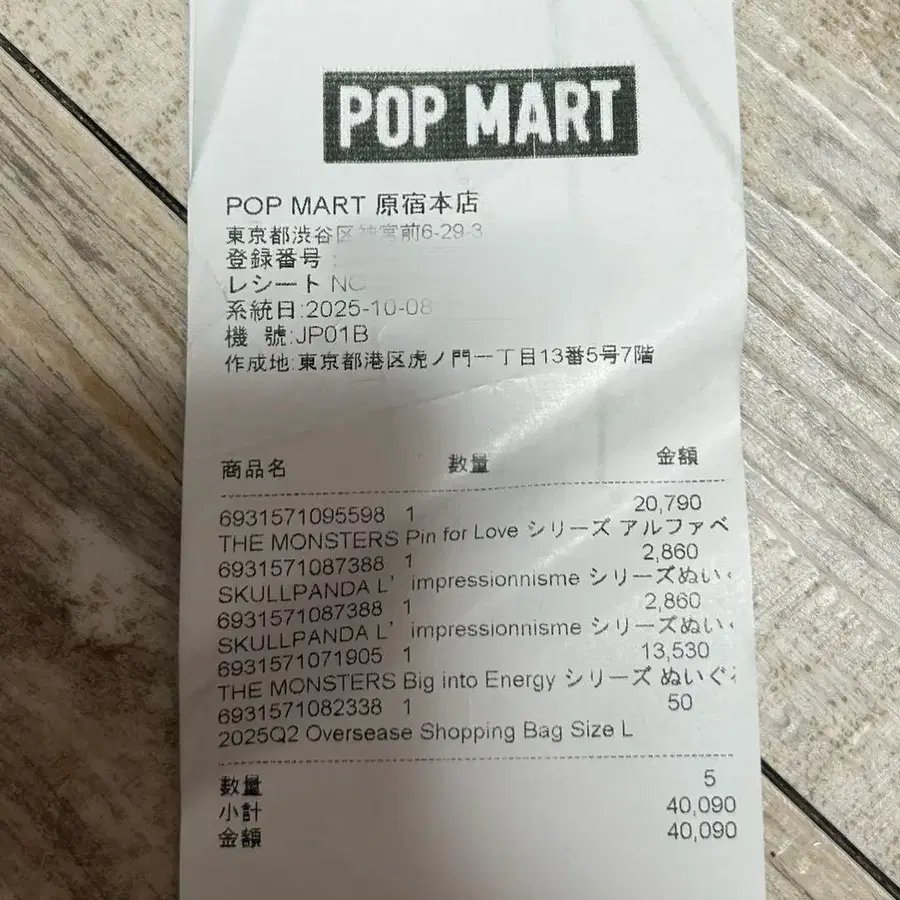 POP MART
POP MART 原宿本店
東京都渋谷区神宮前6-29-3
登録番号 :
レシート NO
系統日:2025-10-08
機 號:JP01B
作成地:東京都港区虎ノ門一丁目13番5号7階
商品名 数量 金額
6931571095598 1 20,790
THE MONSTERS Pin for Love シリーズ アルファベ
6931571087388 1 2,860
SKULLPANDA L’ impressionnisme シリーズぬい
6931571087388 1 2,860
SKULLPANDA L’ impressionnisme シリーズぬい
6931571071905 1 13,530
THE MONSTERS Big into Energy シリーズ ぬいぐ
6931571082338 1 50
2025Q2 Oversease Shopping Bag Size L
数量 5
小計 40,090
金額 40,090